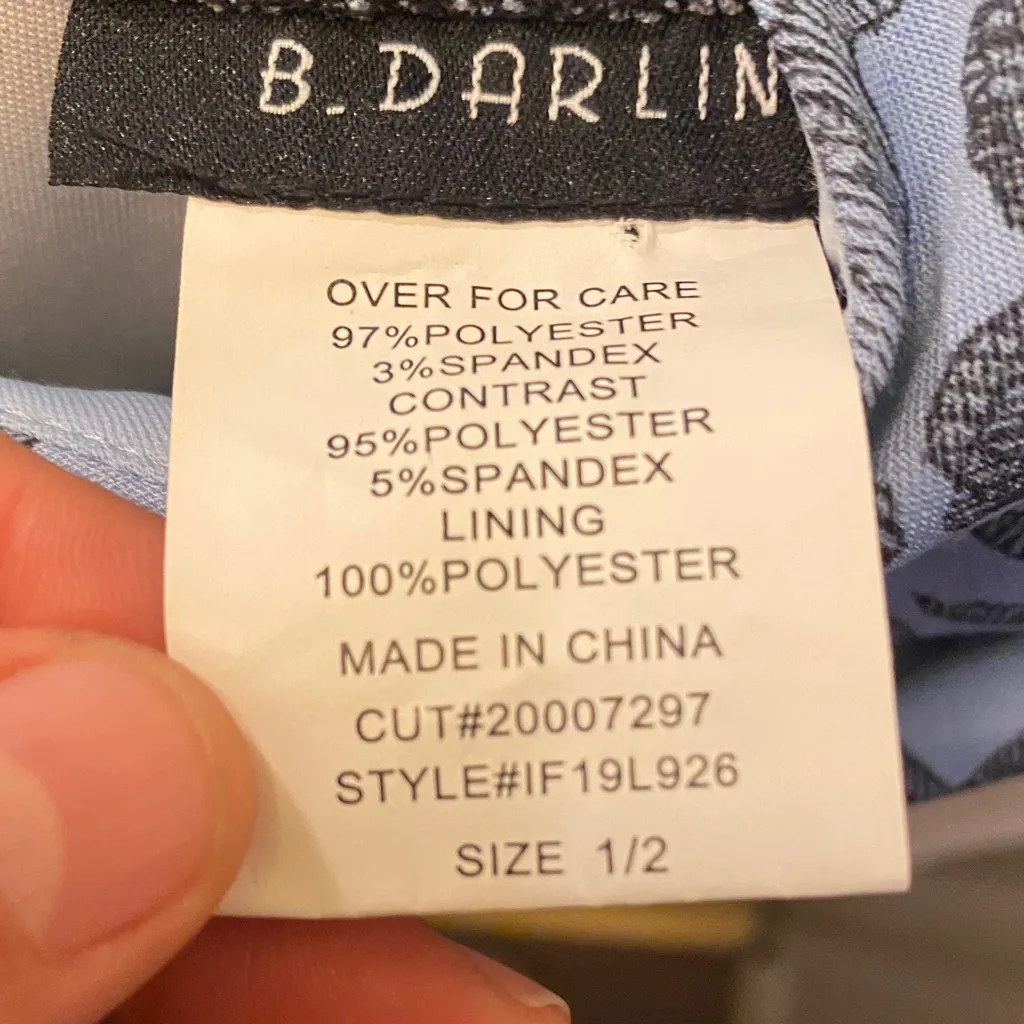 B. DARLIN
OVER FOR CARE
97%POLYESTER
3%SPANDEX
CONTRAST
95%POLYESTER
5%SPANDEX
LINING
100%POLYESTER
MADE IN CHINA
CUT#20007297
STYLE#IF19L926
SIZE 1/2